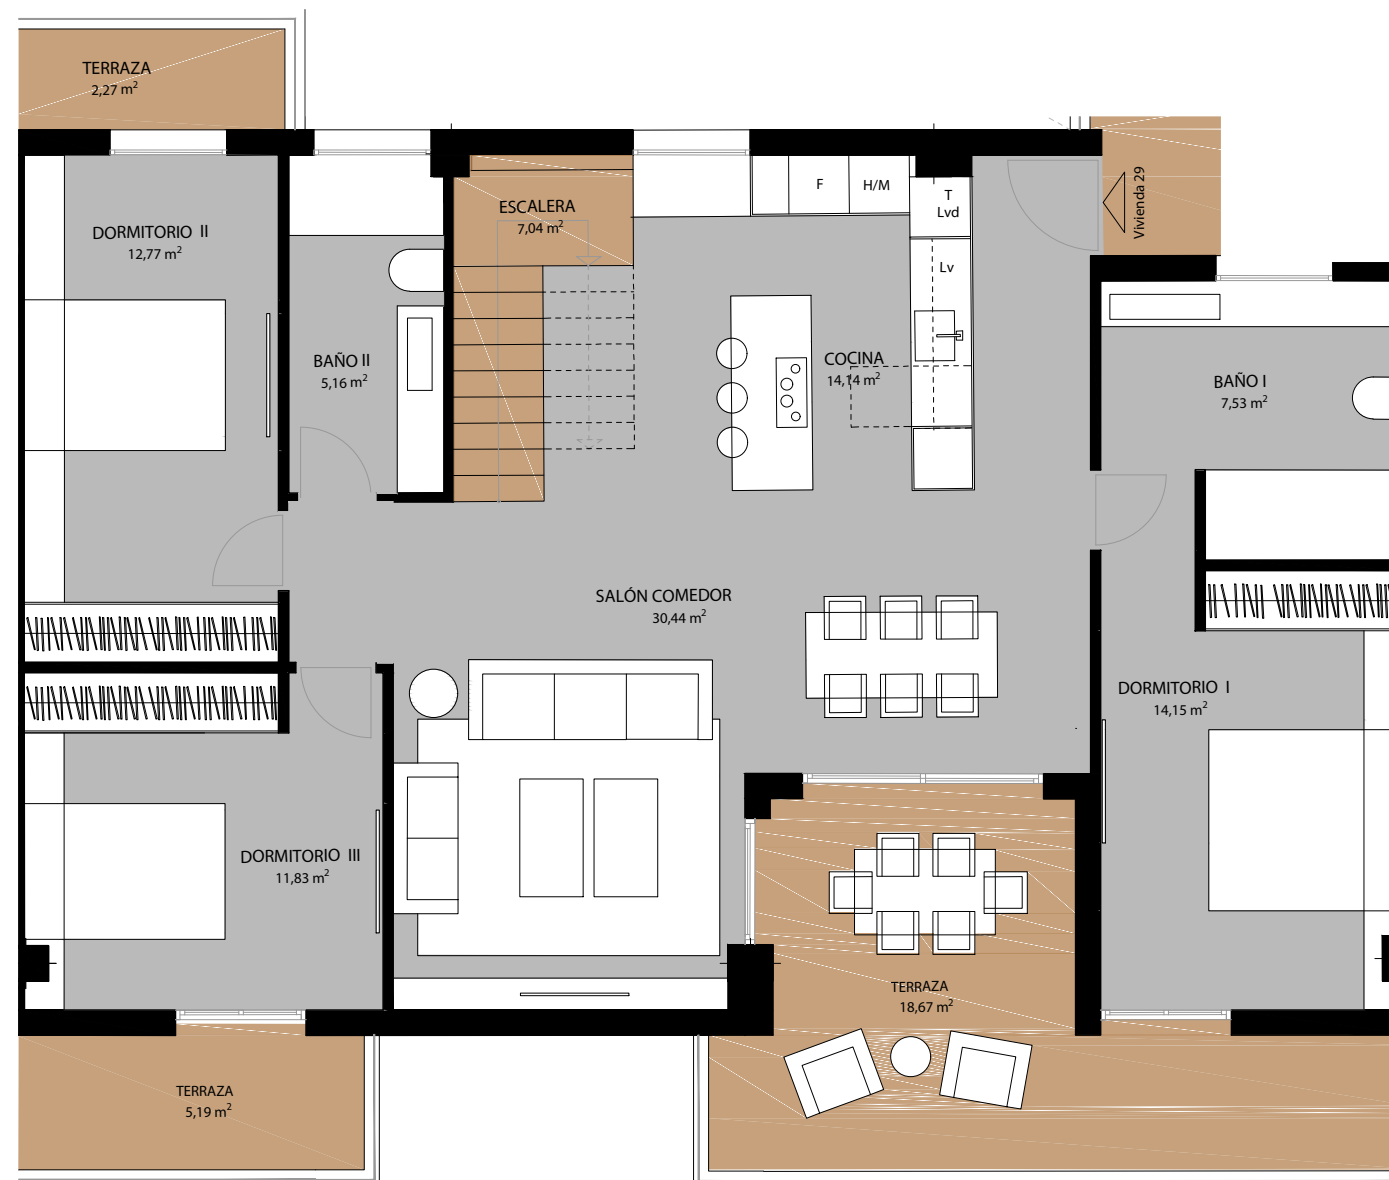 TERRAZA
2,27 m²
DORMITORIO II
12,77 m²
BAÑO II
5,16 m²
ESCALERA
7,04 m²
F
H/M
T
Lvd
Lv
COCINA
14,14 m²
Vivienda 29
BAÑO I
7,53 m²
SALÓN COMEDOR
30,44 m²
DORMITORIO I
14,15 m²
DORMITORIO III
11,83 m²
TERRAZA
18,67 m²
TERRAZA
5,19 m²